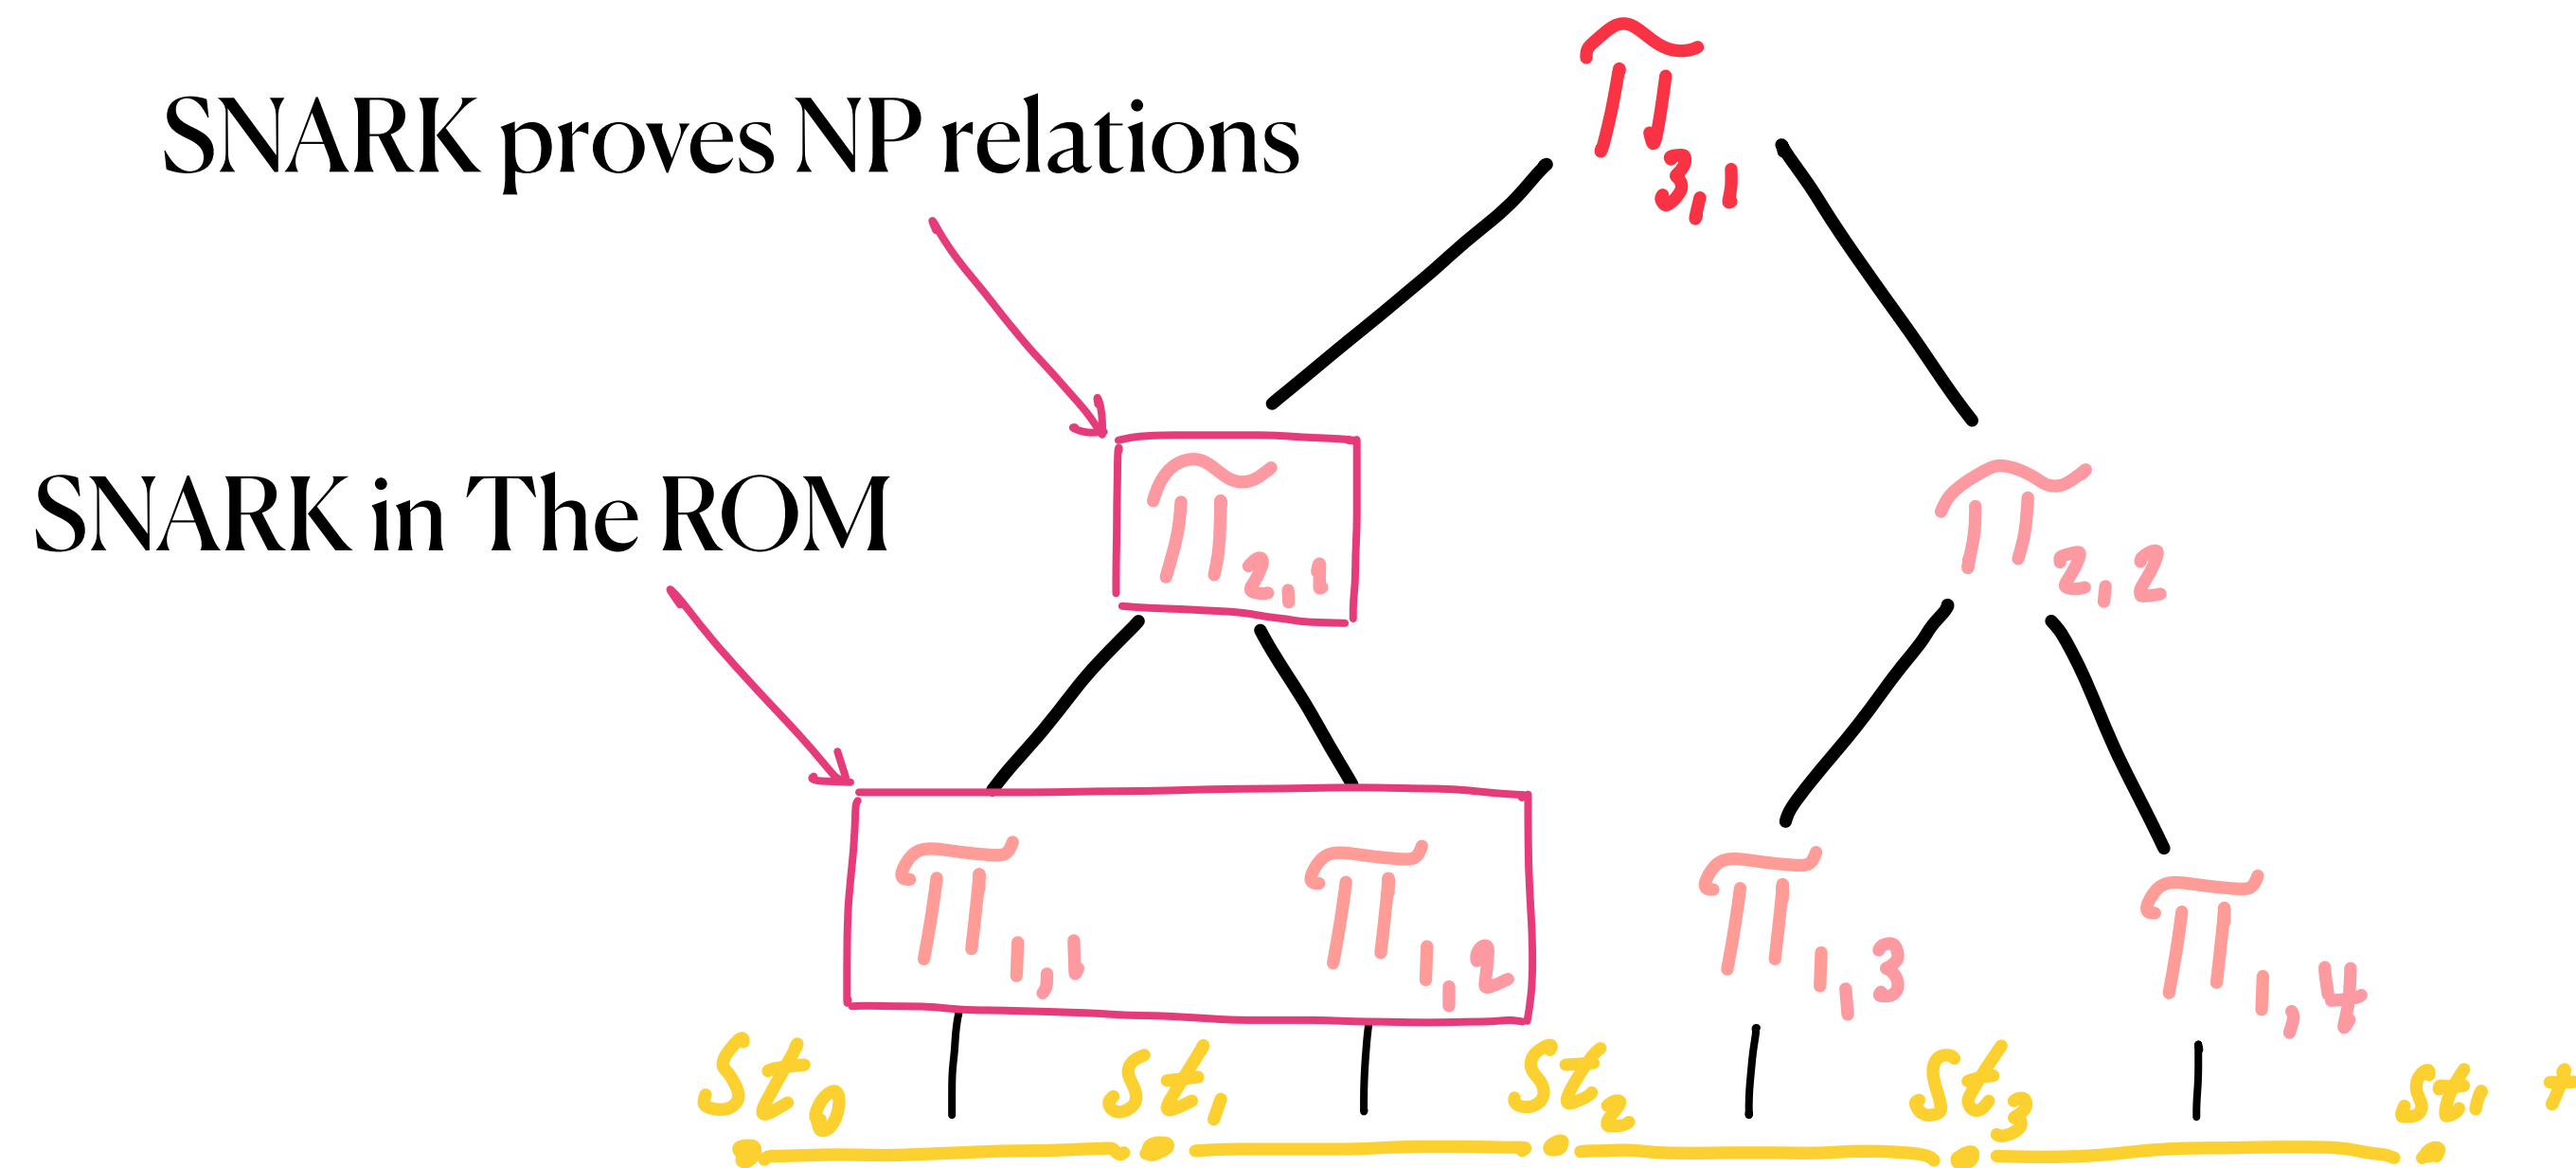 π̃3,1
SNARK proves NP relations
π̃2,1
π̃2,2
SNARK in The ROM
π1,1
π1,2
π1,3
π1,4
st0
st1
st2
st3